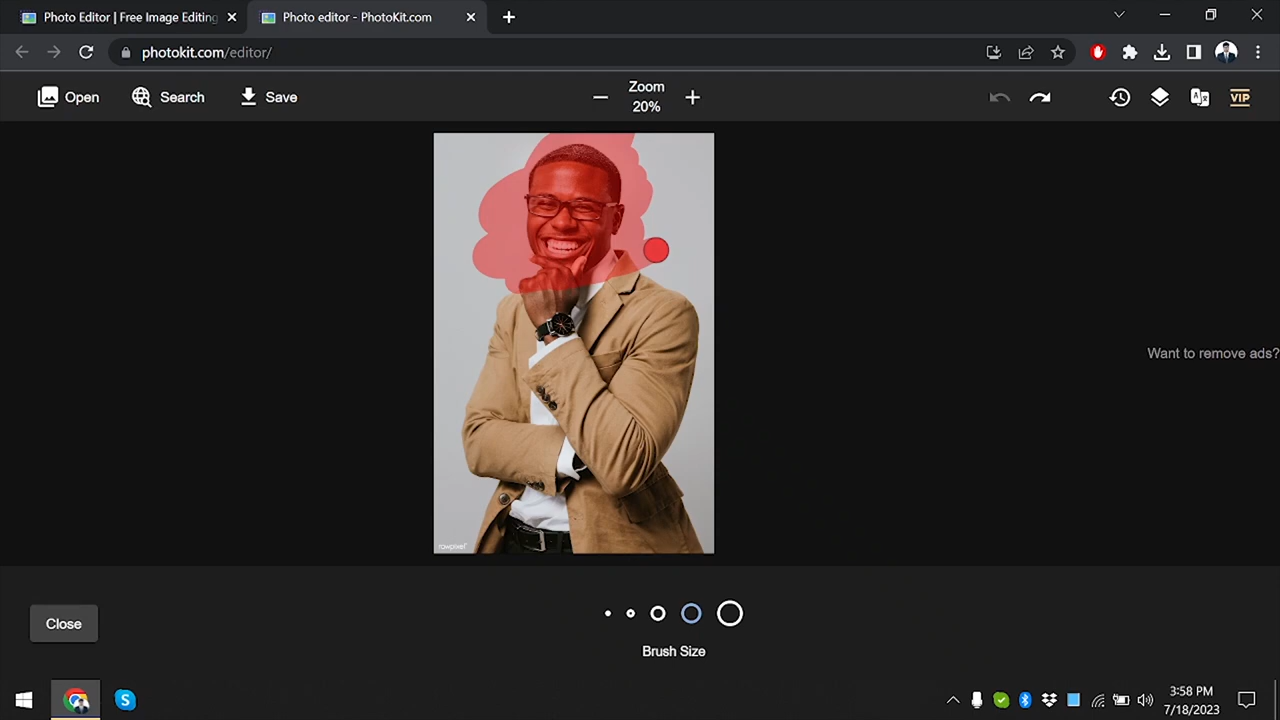 Photo Editor | Free Image Editing
Photo editor - PhotoKit.com
photokit.com/editor/
Open
Search
Save
Zoom
20%
VIP
Want to remove ads?
rawpixel
Close
Brush Size
3:58 PM
7/18/2023